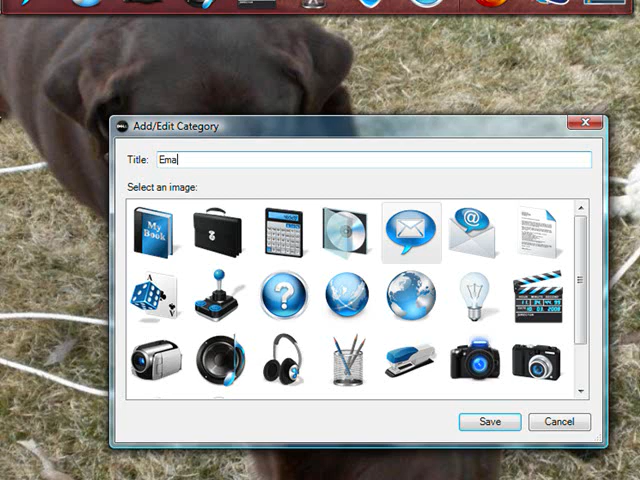 Add/Edit Category
Title: Ema
Select an image:
My
Book
@
A
?
Save
Cancel